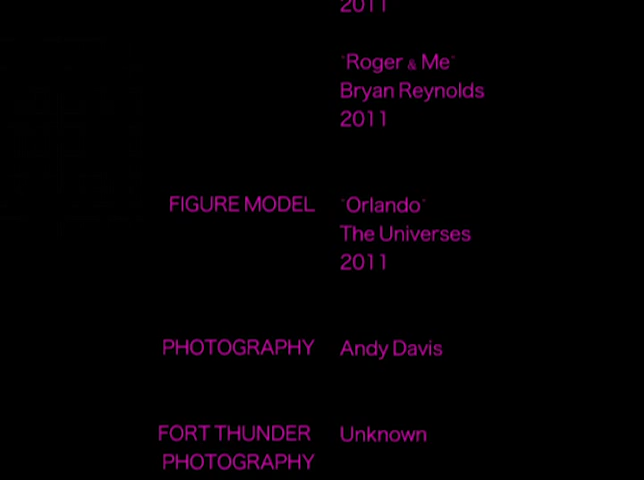 2011
"Roger & Me"
Bryan Reynolds
2011
FIGURE MODEL "Orlando"
The Universes
2011
PHOTOGRAPHY Andy Davis
FORT THUNDER Unknown
PHOTOGRAPHY